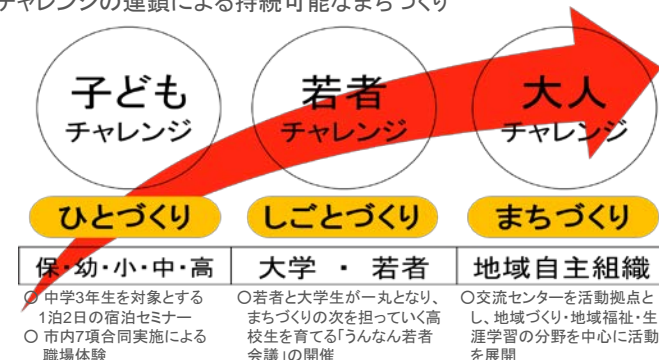 チャレンジの連鎖による持続可能なまちづくり
子ども
チャレンジ
若者
チャレンジ
大人
チャレンジ
ひとづくり
しごとづくり
まちづくり
保・幼・小・中・高
大学 ・ 若者
地域自主組織
○ 中学3年生を対象とする
1泊2日の宿泊セミナー
○ 市内7項合同実施による
職場体験
○若者と大学生が一丸となり、
まちづくりの次を担っていく高
校生を育てる「うんなん若者
会議」の開催
○交流センターを活動拠点と
し、地域づくり・地域福祉・生
涯学習の分野を中心に活動
を展開